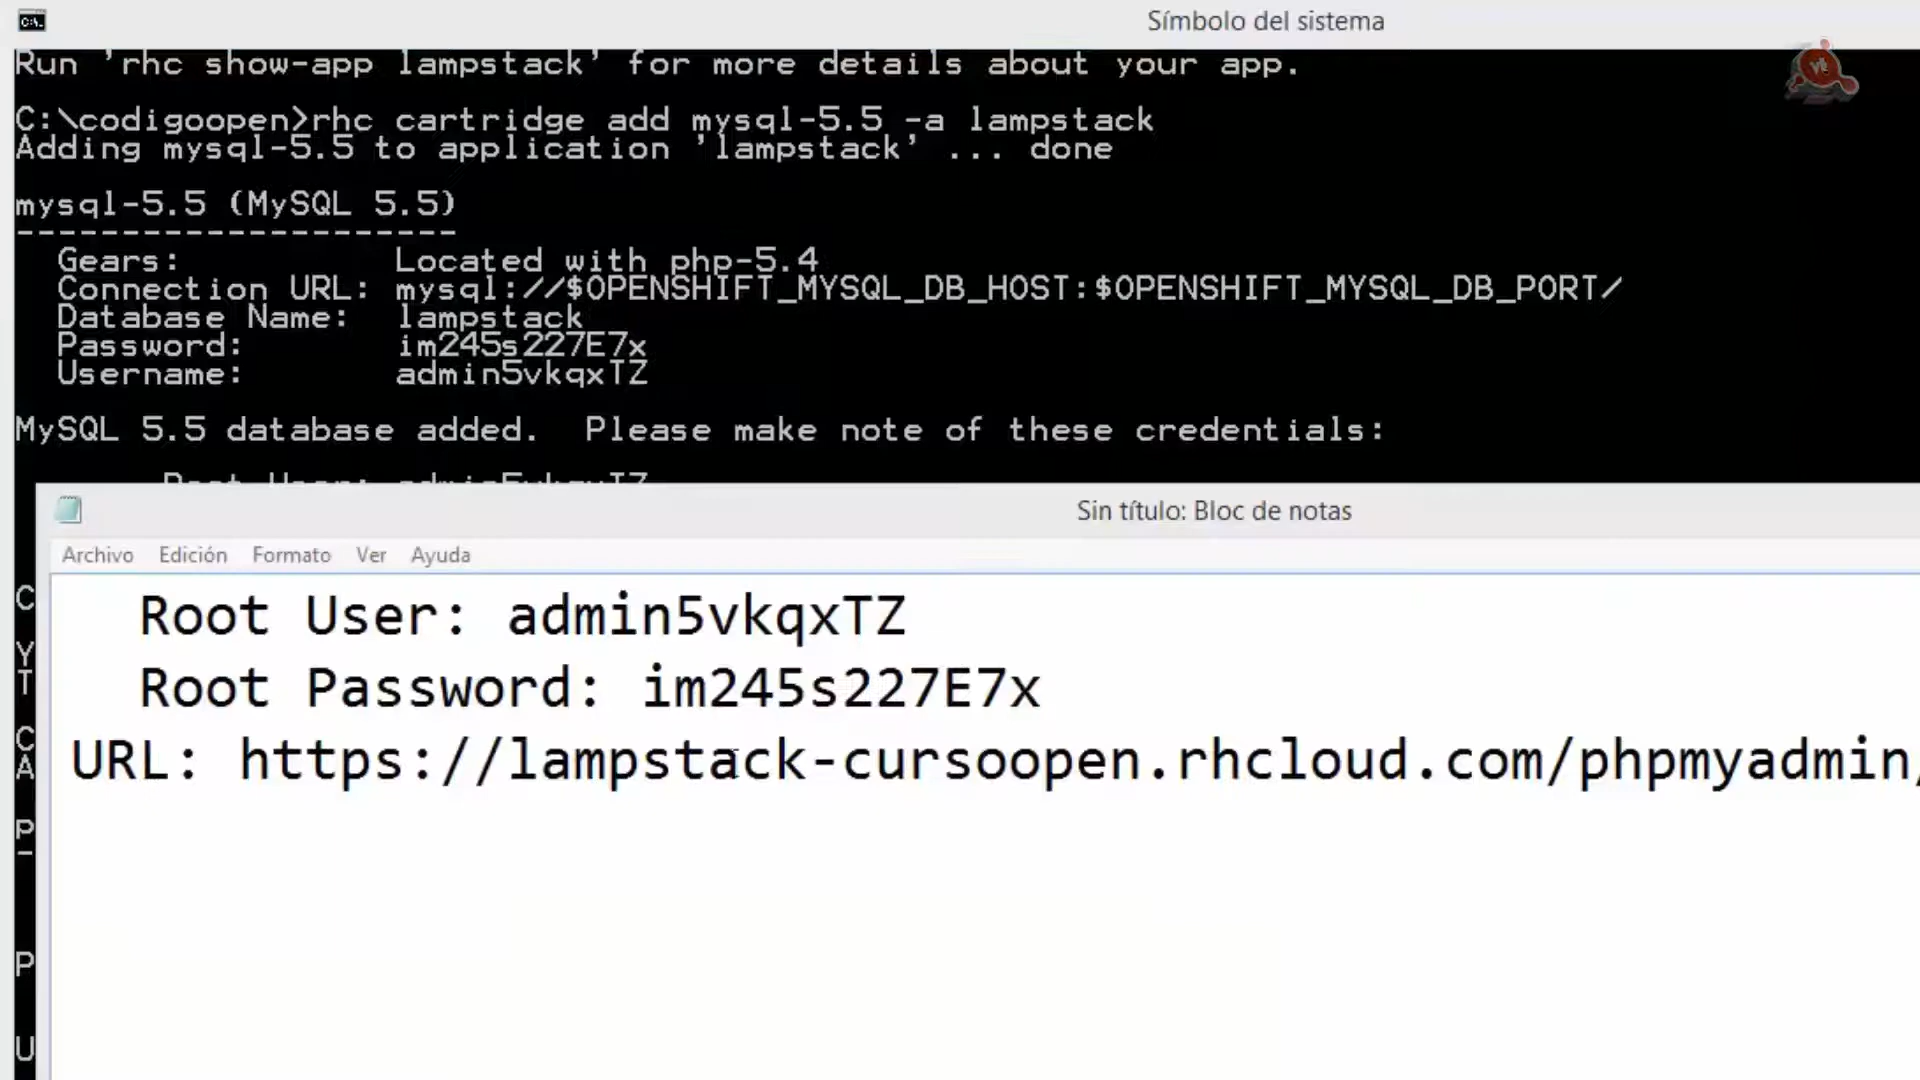 Símbolo del sistema
Run 'rhc show-app lampstack' for more details about your app.
C:\codigoopen>rhc cartridge add mysql-5.5 -a lampstack
Adding mysql-5.5 to application 'lampstack' ... done
mysql-5.5 (MySQL 5.5)
---------------------
Gears: Located with php-5.4
Connection URL: mysql://$OPENSHIFT_MYSQL_DB_HOST:$OPENSHIFT_MYSQL_DB_PORT/
Database Name: lampstack
Password: im245s227E7x
Username: admin5vkqxTZ
MySQL 5.5 database added. Please make note of these credentials:
Root User: admin5vkqxTZ
Sin título: Bloc de notas
Archivo Edición Formato Ver Ayuda
Root User: admin5vkqxTZ
Root Password: im245s227E7x
URL: https://lampstack-cursoopen.rhcloud.com/phpmyadmin/
C
Y
T
C
A
P
-
P
U